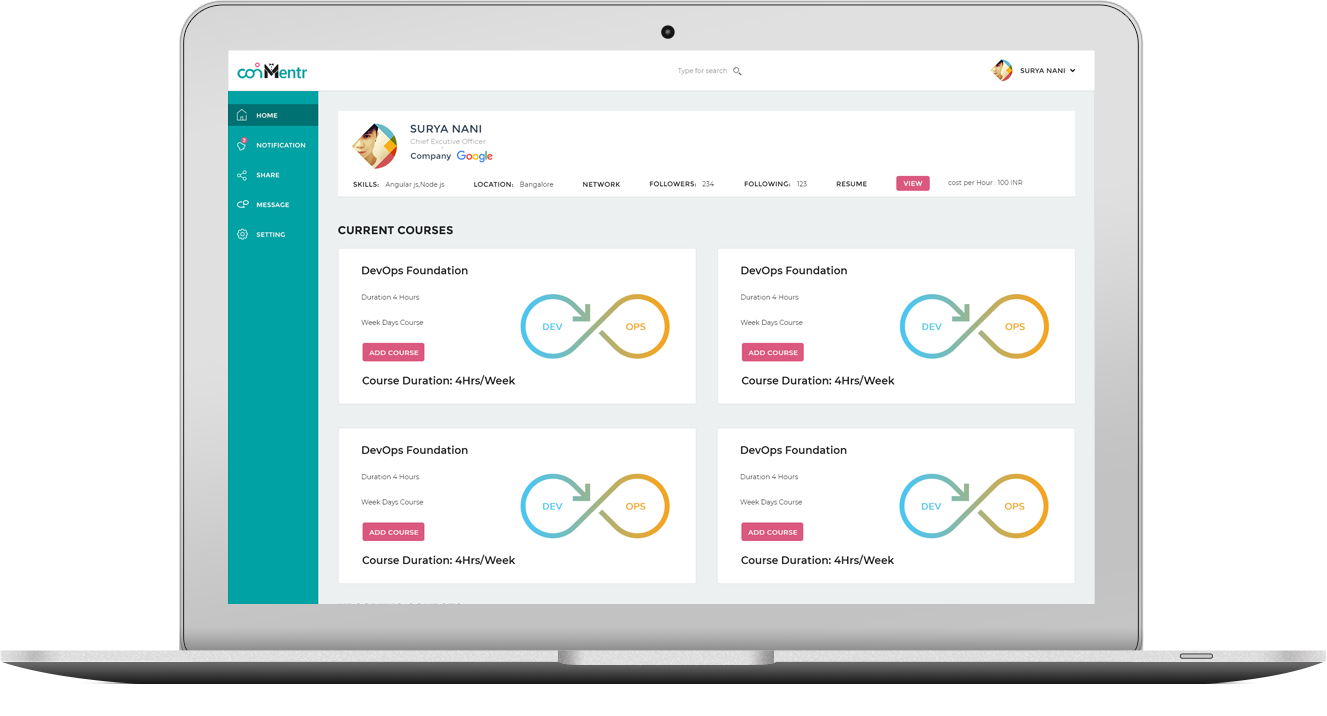 conMentr
Type for search
SURYA NANI
HOME
NOTIFICATION
SHARE
MESSAGE
SETTING
SURYA NANI
Chief Excutive Officer
Company Google
SKILLS: Angular js,Node js LOCATION: Bangalore NETWORK FOLLOWERS: 234 FOLLOWING: 123 RESUME VIEW cost per Hour : 100 INR
CURRENT COURSES
DevOps Foundation
Duration 4 Hours
Week Days Course
ADD COURSE
Course Duration: 4Hrs/Week
DEV OPS
DevOps Foundation
Duration 4 Hours
Week Days Course
ADD COURSE
Course Duration: 4Hrs/Week
DEV OPS
DevOps Foundation
Duration 4 Hours
Week Days Course
ADD COURSE
Course Duration: 4Hrs/Week
DEV OPS
DevOps Foundation
Duration 4 Hours
Week Days Course
ADD COURSE
Course Duration: 4Hrs/Week
DEV OPS